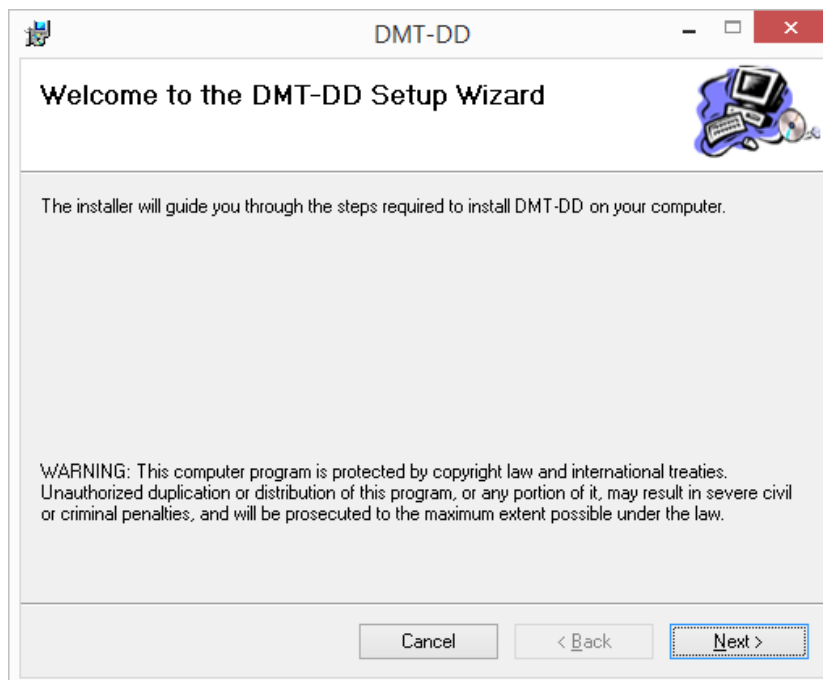 DMT-DD
Welcome to the DMT-DD Setup Wizard
The installer will guide you through the steps required to install DMT-DD on your computer.
WARNING: This computer program is protected by copyright law and international treaties.
Unauthorized duplication or distribution of this program, or any portion of it, may result in severe civil
or criminal penalties, and will be prosecuted to the maximum extent possible under the law.
Cancel
< Back
Next >